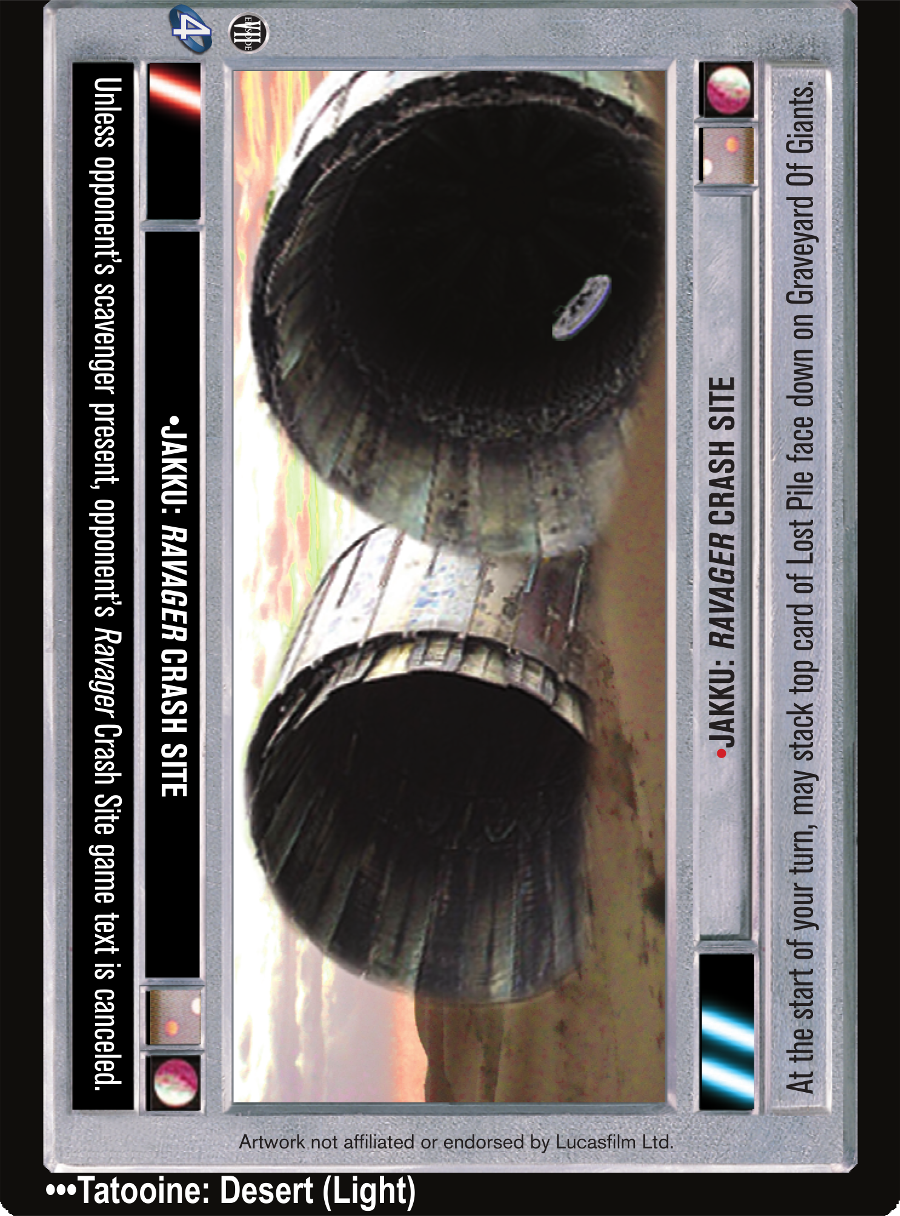 4
EPISODE
VII
Unless opponent's scavenger present, opponent's Ravager Crash Site game text is canceled.
•JAKKU: RAVAGER CRASH SITE
•JAKKU: RAVAGER CRASH SITE
At the start of your turn, may stack top card of Lost Pile face down on Graveyard Of Giants.
Artwork not affiliated or endorsed by Lucasfilm Ltd.
•••Tatooine: Desert (Light)